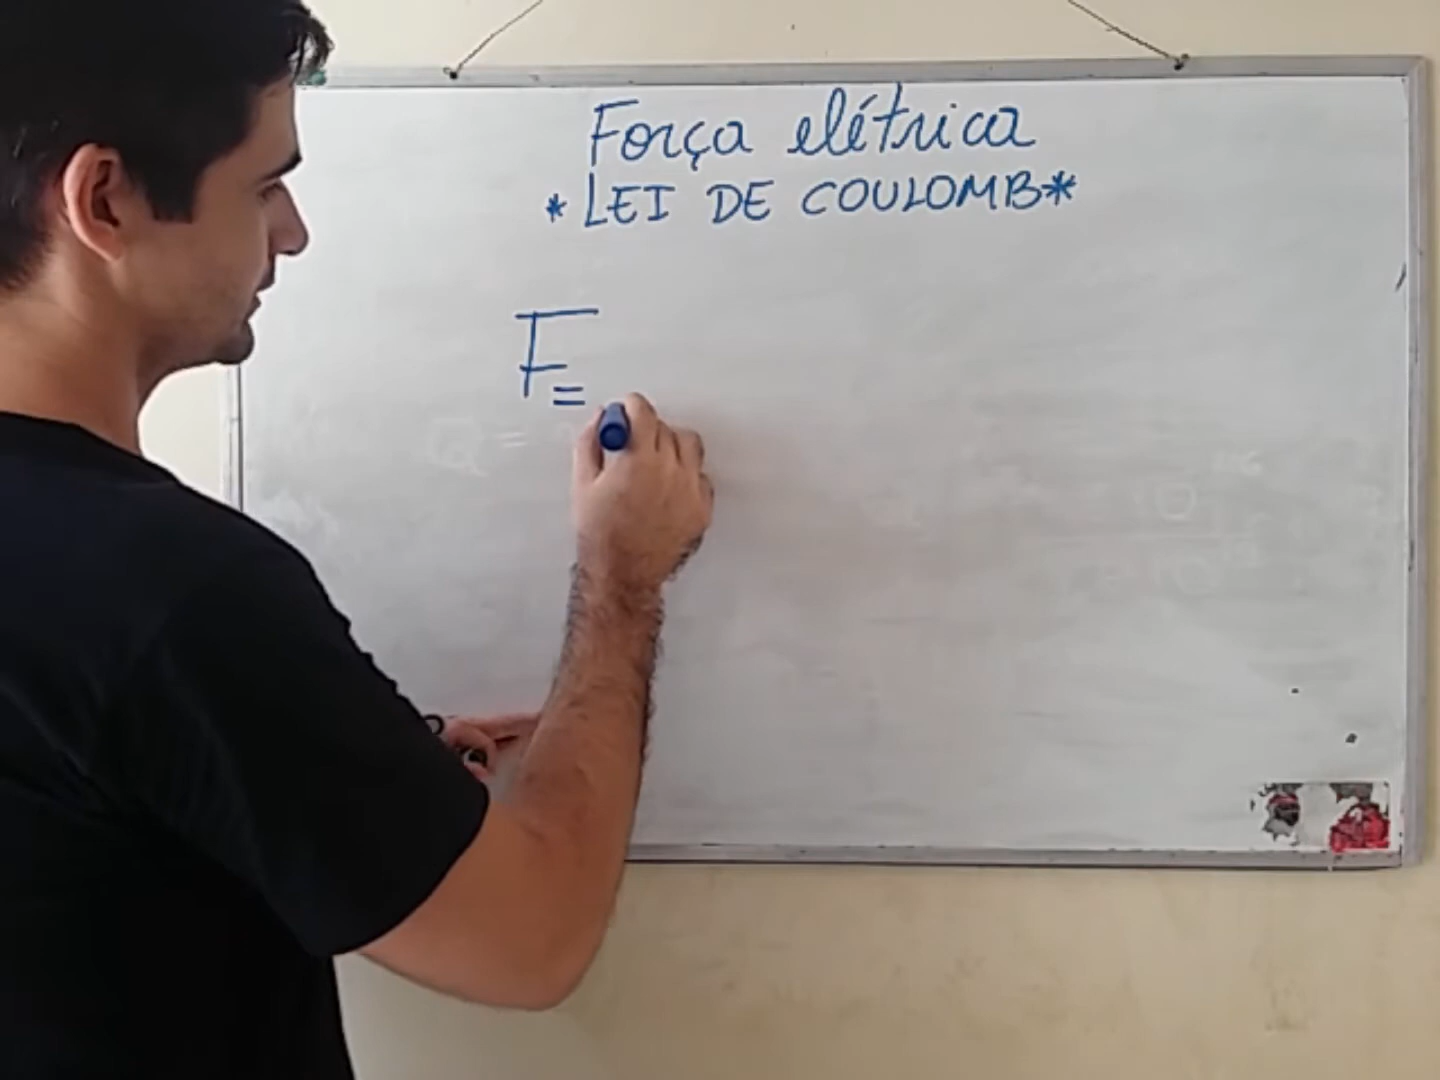 Força elétrica
*LEI DE COULOMB*
F=
Q =